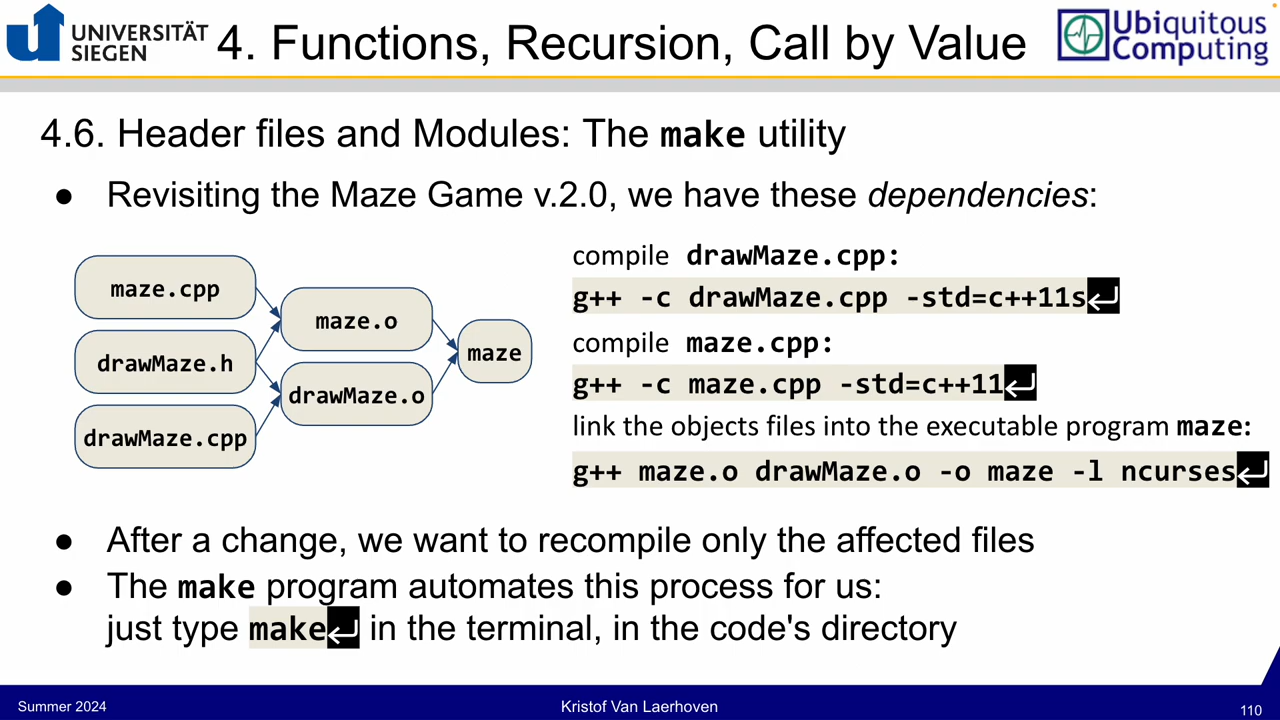 UNIVERSITÄT
SIEGEN
4. Functions, Recursion, Call by Value
Ubiquitous
Computing
4.6. Header files and Modules: The make utility
● Revisiting the Maze Game v.2.0, we have these dependencies:
maze.cpp
drawMaze.h
drawMaze.cpp
maze.o
drawMaze.o
maze
compile drawMaze.cpp:
g++ -c drawMaze.cpp -std=c++11s↵
compile maze.cpp:
g++ -c maze.cpp -std=c++11↵
link the objects files into the executable program maze:
g++ maze.o drawMaze.o -o maze -l ncurses↵
● After a change, we want to recompile only the affected files
● The make program automates this process for us:
just type make↵ in the terminal, in the code's directory
Summer 2024
Kristof Van Laerhoven
110